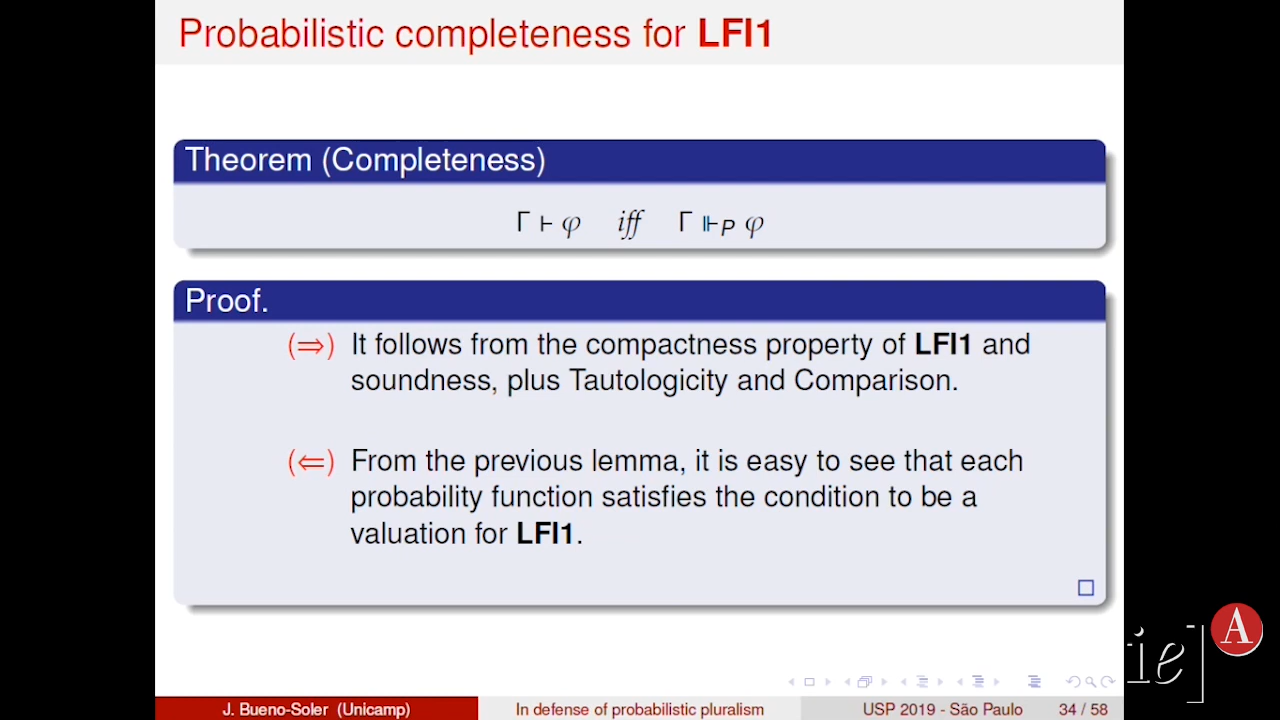 Probabilistic completeness for LFI1
Theorem (Completeness)
Γ ⊢ φ iff Γ ⊩P φ
Proof.
(⇒) It follows from the compactness property of LFI1 and
soundness, plus Tautologicity and Comparison.
(⇐) From the previous lemma, it is easy to see that each
probability function satisfies the condition to be a
valuation for LFI1.
A
ie]
J. Bueno-Soler (Unicamp) In defense of probabilistic pluralism USP 2019 - São Paulo 34 / 58